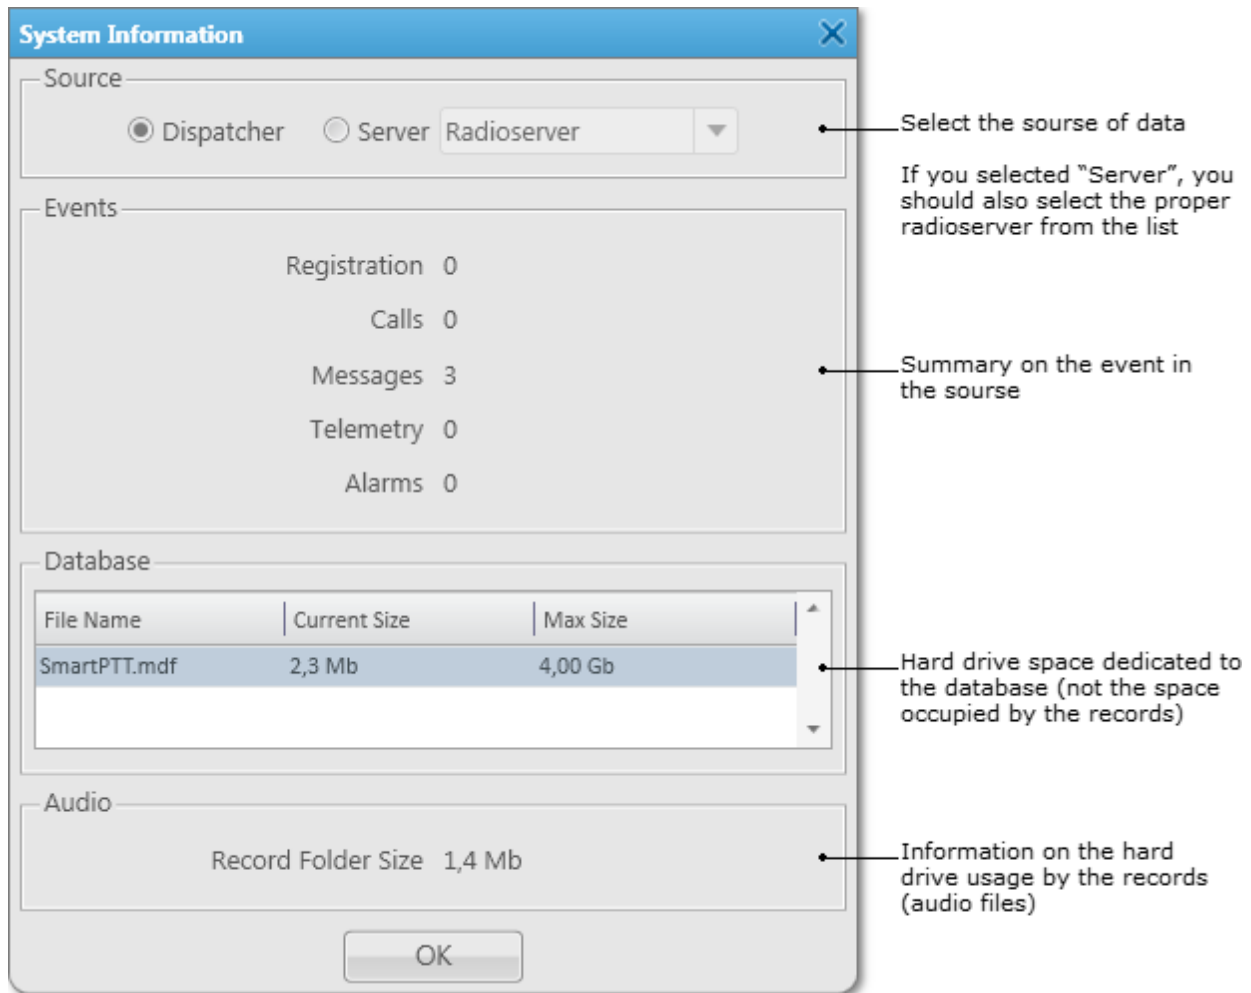 System Information
Source
Dispatcher Server Radioserver
Select the sourse of data
If you selected “Server”, you
should also select the proper
radioserver from the list
Events
Registration 0
Calls 0
Messages 3
Telemetry 0
Alarms 0
Summary on the event in
the sourse
Database
File Name Current Size Max Size
SmartPTT.mdf 2,3 Mb 4,00 Gb
Hard drive space dedicated to
the database (not the space
occupied by the records)
Audio
Record Folder Size 1,4 Mb
Information on the hard
drive usage by the records
(audio files)
OK